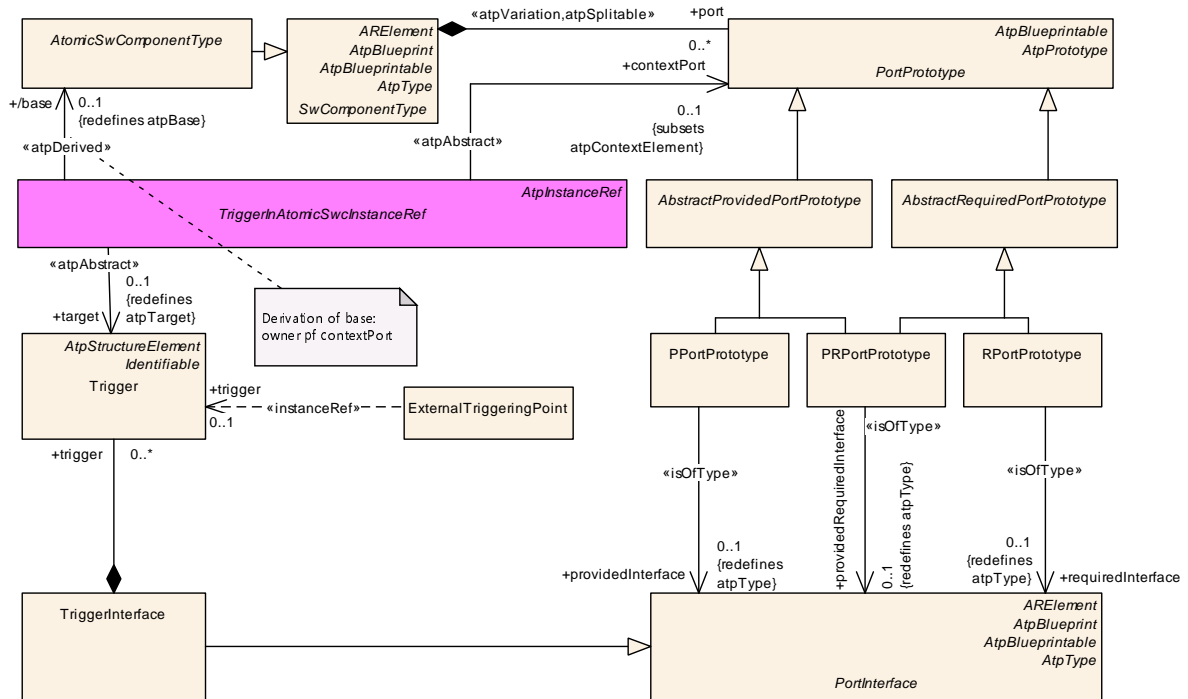 «atpVariation,atpSplitable»
+port
AtomicSwComponentType
ARElement
AtpBlueprint
AtpBlueprintable
AtpType
SwComponentType
0..*
AtpBlueprintable
AtpPrototype
PortPrototype
+contextPort
+/base
0..1
{redefines atpBase}
«atpDerived»
«atpAbstract»
0..1
{subsets
atpContextElement}
AtpInstanceRef
TriggerInAtomicSwcInstanceRef
AbstractProvidedPortPrototype
AbstractRequiredPortPrototype
«atpAbstract»
0..1
{redefines
atpTarget}
+target
Derivation of base:
owner pf contextPort
AtpStructureElement
Identifiable
Trigger
PPortPrototype
PRPortPrototype
RPortPrototype
+trigger
«instanceRef»
0..1
ExternalTriggeringPoint
+trigger
0..*
«isOfType»
«isOfType»
«isOfType»
+providedInterface
0..1
{redefines
atpType}
+providedRequiredInterface
0..1
{redefines atpType}
0..1
{redefines
atpType}
+requiredInterface
TriggerInterface
ARElement
AtpBlueprint
AtpBlueprintable
AtpType
PortInterface